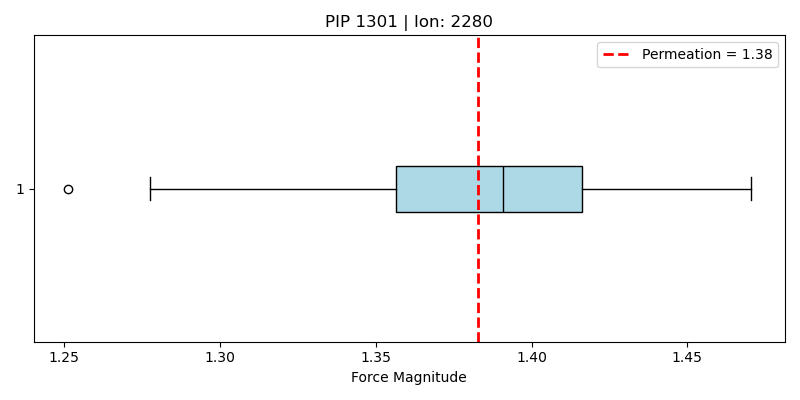 PIP 1301 | Ion: 2280
Permeation = 1.38
1
1.25 1.30 1.35 1.40 1.45
Force Magnitude